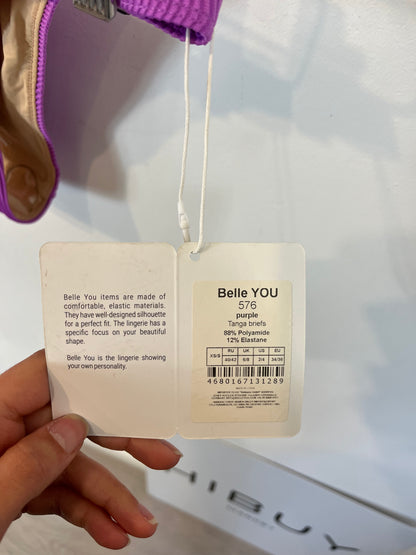 Belle You items are made of
comfortable, elastic materials.
They have well-designed silhouette
for a perfect fit. The lingerie has a
specific focus on your beautiful
shape.
Belle You is the lingerie showing
your own personality.
Belle YOU
576
purple
Tanga briefs
88% Polyamide
12% Elastane
XS/S RU UK US EU
40/42 6/8 2/4 34/36
4680167131289
HIBUY